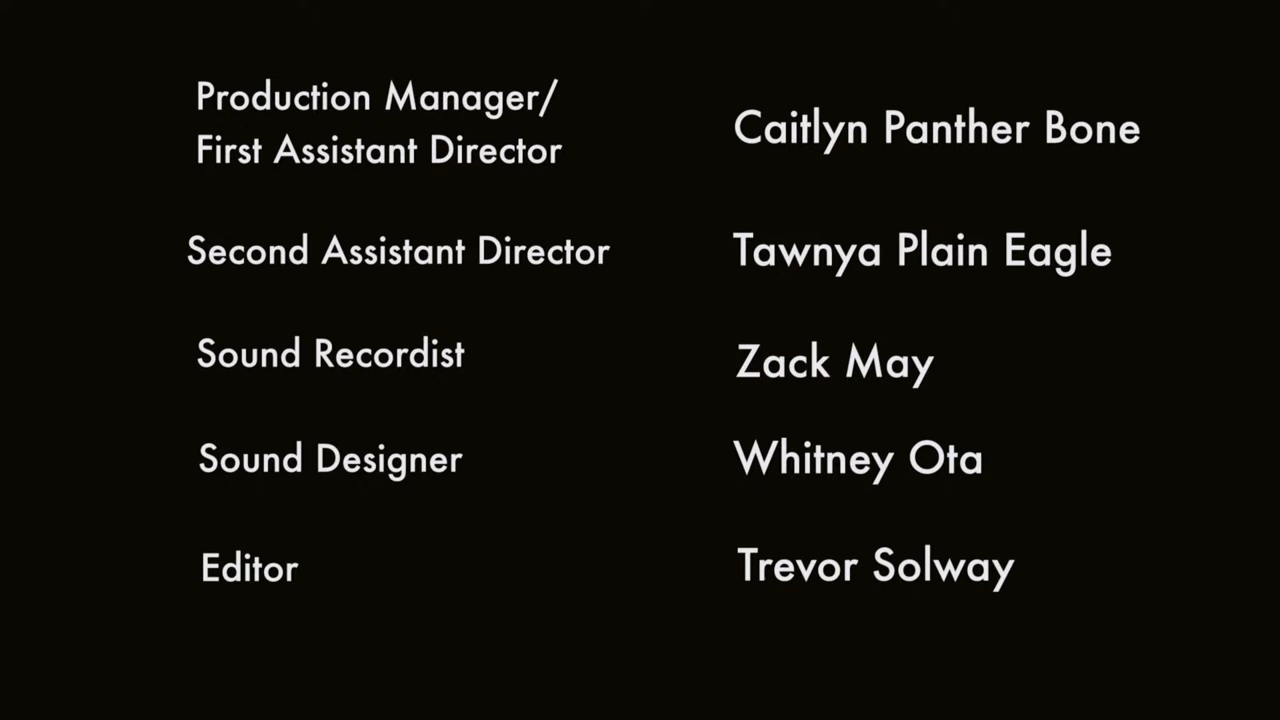 Production Manager/
First Assistant Director
Caitlyn Panther Bone
Second Assistant Director
Tawnya Plain Eagle
Sound Recordist
Zack May
Sound Designer
Whitney Ota
Editor
Trevor Solway